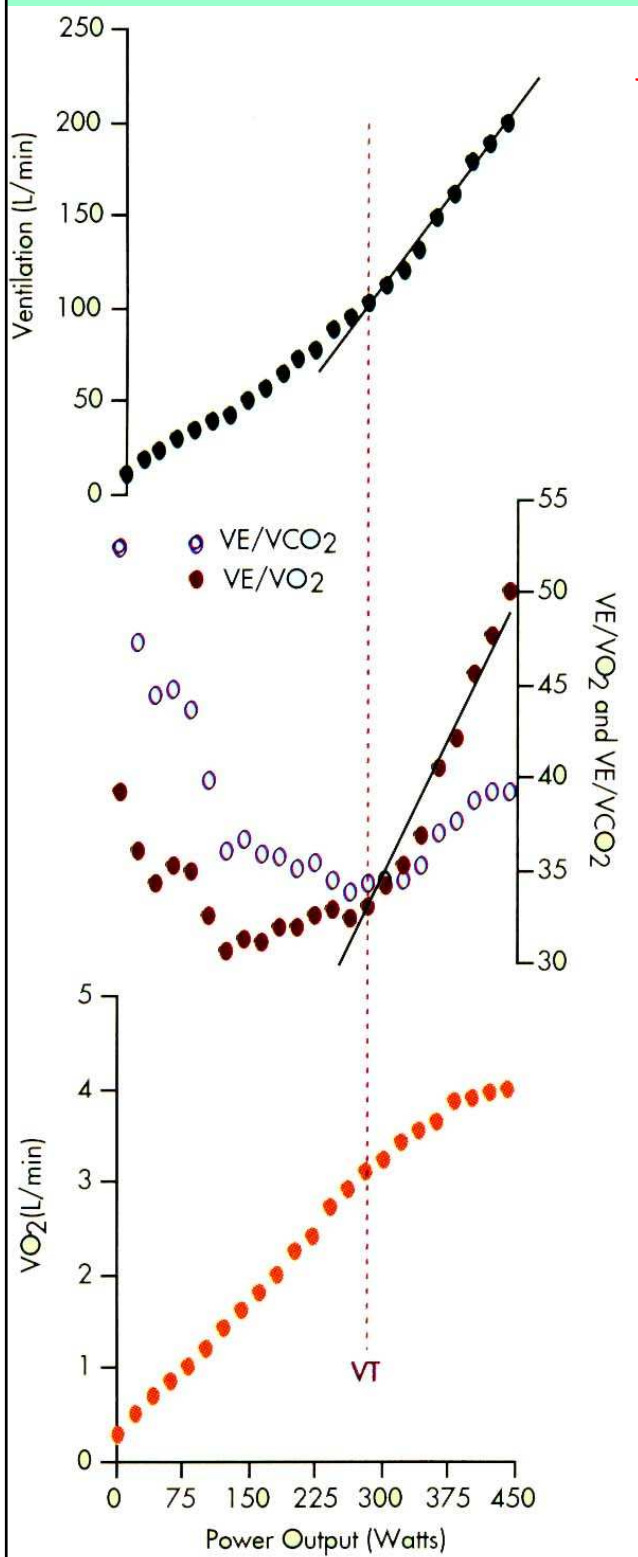 250
200
150
100
50
0
Ventilation (L/min)
VE/VCO2
VE/VO2
55
50
45
40
35
30
VE/VO2 and VE/VCO2
5
4
3
2
1
0
VO2(L/min)
VT
0 75 150 225 300 375 450
Power Output (Watts)